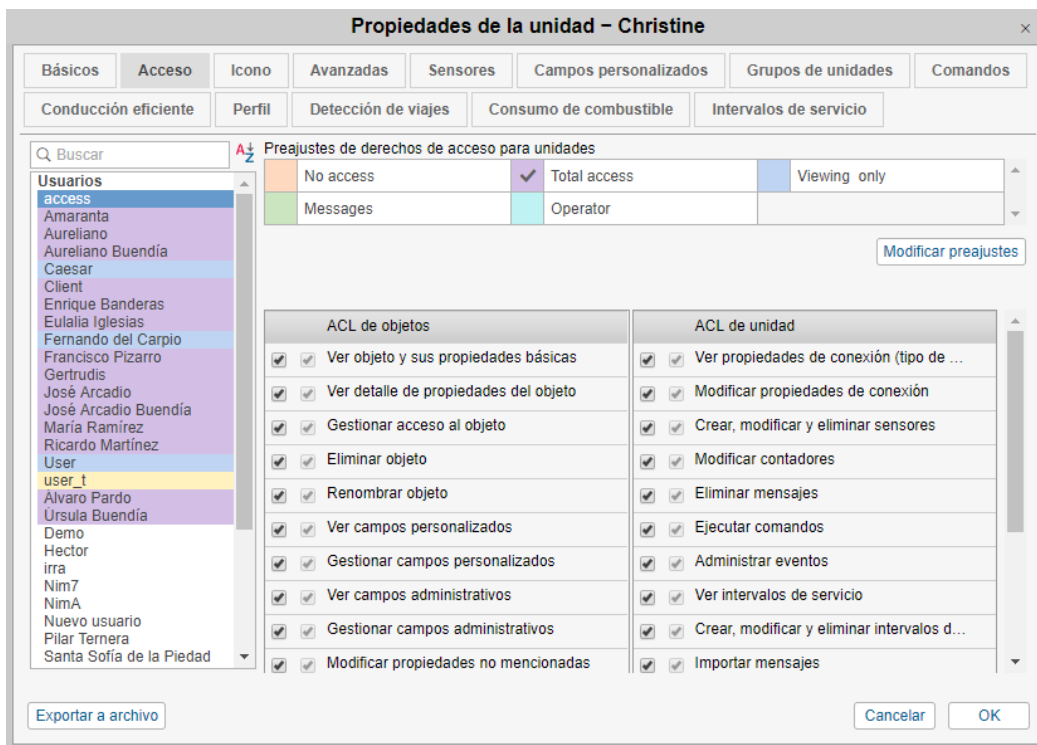 Propiedades de la unidad – Christine ×
Básicos Acceso Icono Avanzadas Sensores Campos personalizados Grupos de unidades Comandos
Conducción eficiente Perfil Detección de viajes Consumo de combustible Intervalos de servicio
Buscar
Usuarios
access
Amaranta
Aureliano
Aureliano Buendía
Caesar
Client
Enrique Banderas
Eulalia Iglesias
Fernando del Carpio
Francisco Pizarro
Gertrudis
José Arcadio
José Arcadio Buendía
María Ramírez
Ricardo Martínez
User
user_t
Álvaro Pardo
Úrsula Buendía
Demo
Hector
irra
Nim7
NimA
Nuevo usuario
Pilar Ternera
Santa Sofía de la Piedad
Preajustes de derechos de acceso para unidades
No access Total access Viewing only
Messages Operator
Modificar preajustes
ACL de objetos
Ver objeto y sus propiedades básicas
Ver detalle de propiedades del objeto
Gestionar acceso al objeto
Eliminar objeto
Renombrar objeto
Ver campos personalizados
Gestionar campos personalizados
Ver campos administrativos
Gestionar campos administrativos
Modificar propiedades no mencionadas
ACL de unidad
Ver propiedades de conexión (tipo de ...
Modificar propiedades de conexión
Crear, modificar y eliminar sensores
Modificar contadores
Eliminar mensajes
Ejecutar comandos
Administrar eventos
Ver intervalos de servicio
Crear, modificar y eliminar intervalos d...
Importar mensajes
Exportar a archivo
Cancelar OK